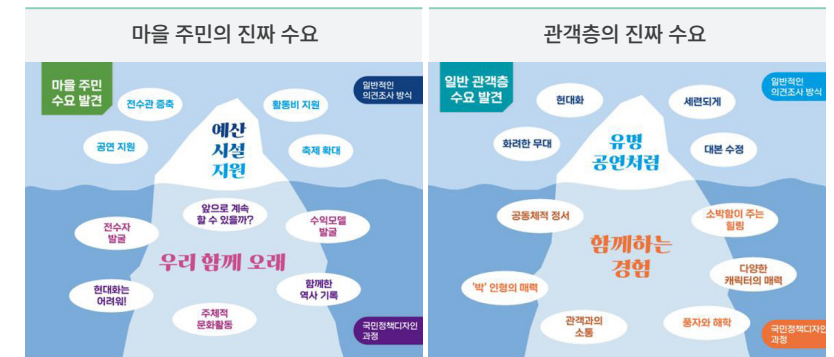 마을 주민의 진짜 수요
마을 주민
수요 발견
일반적인
의견조사 방식
전수관 증축
활동비 지원
공연 지원
축제 확대
예산
시설
지원
앞으로 계속
할 수 있을까?
전수자
발굴
수익모델
발굴
우리 함께 오래
현대화는
어려워!
함께한
역사 기록
주체적
문화활동
국민정책디자인
과정
관객층의 진짜 수요
일반 관객층
수요 발견
일반적인
의견조사 방식
현대화
세련되게
화려한 무대
대본 수정
유명
공연처럼
공동체적 정서
소박함이 주는
힐링
함께하는
경험
'박' 인형의 매력
다양한
캐릭터의 매력
관객과의
소통
풍자와 해학
국민정책디자인
과정